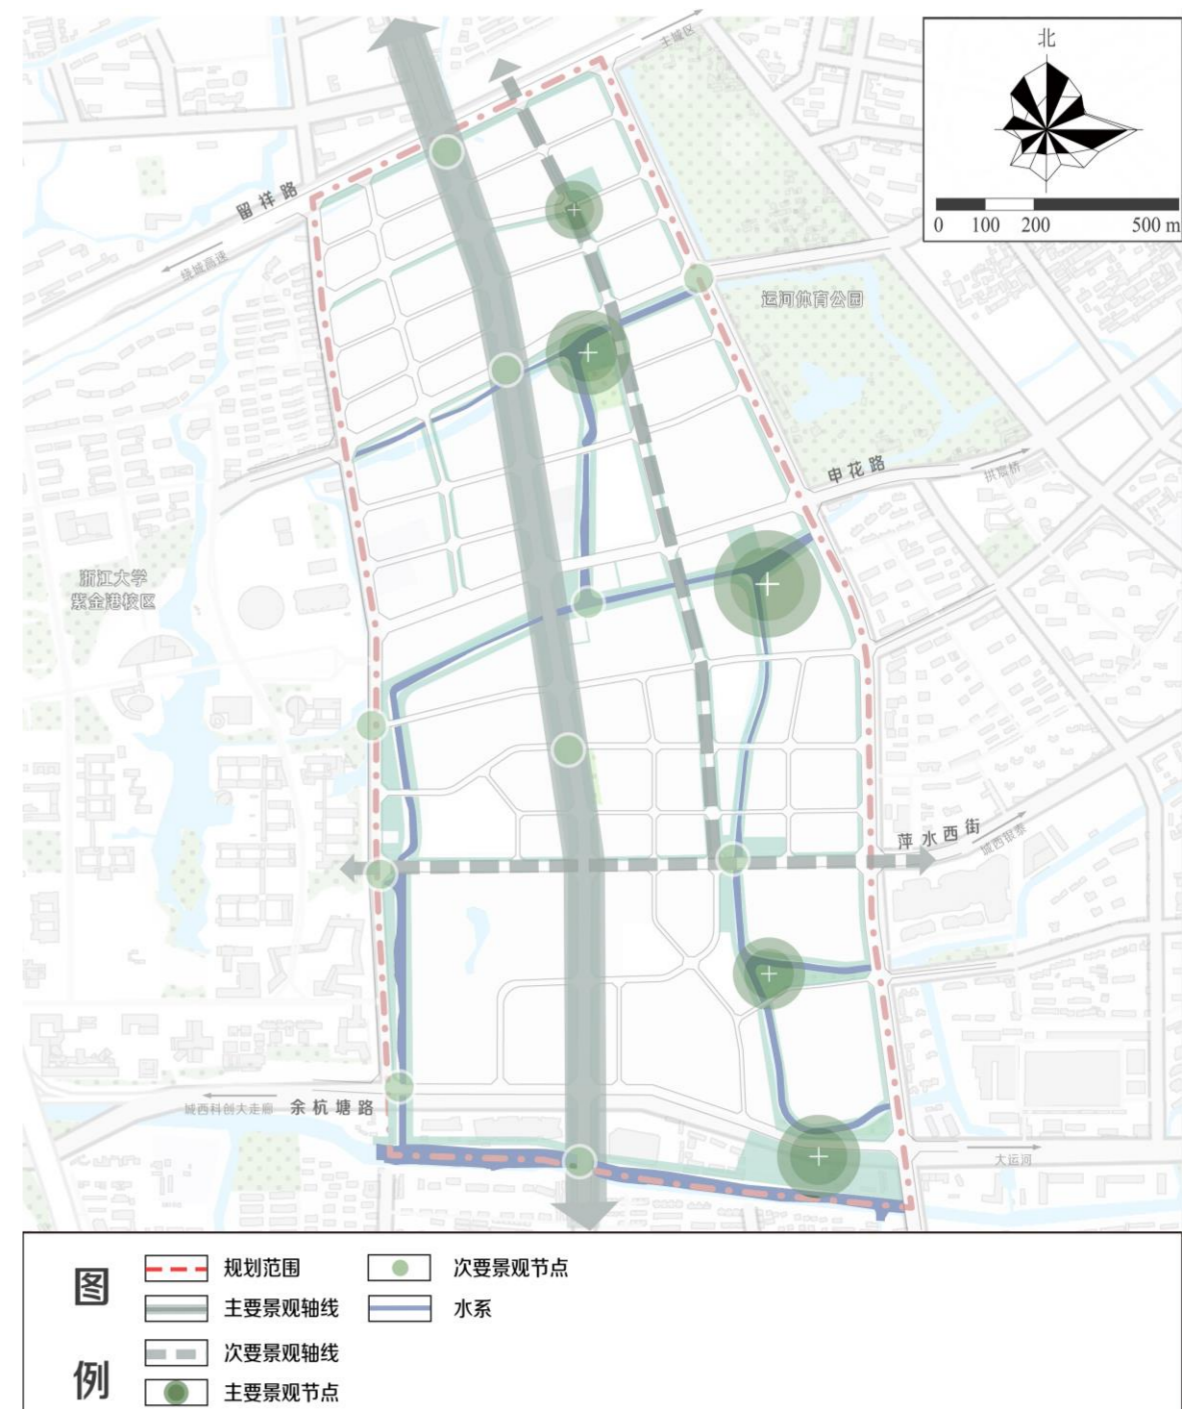 主城区
北
0 100 200 500 m
留祥路
绕城高速
运河体育公园
申花路
拱宸桥
浙江大学
紫金港校区
萍水西街
城西银泰
城西科创大走廊
余杭塘路
大运河
图例
规划范围
次要景观节点
主要景观轴线
水系
次要景观轴线
主要景观节点